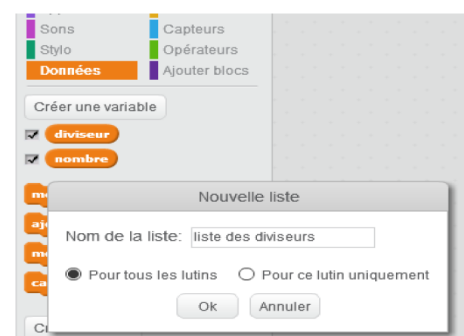 Sons Capteurs
Stylo Opérateurs
Données Ajouter blocs
Créer une variable
diviseur
nombre
Nouvelle liste
Nom de la liste: liste des diviseurs
Pour tous les lutins Pour ce lutin uniquement
Ok Annuler